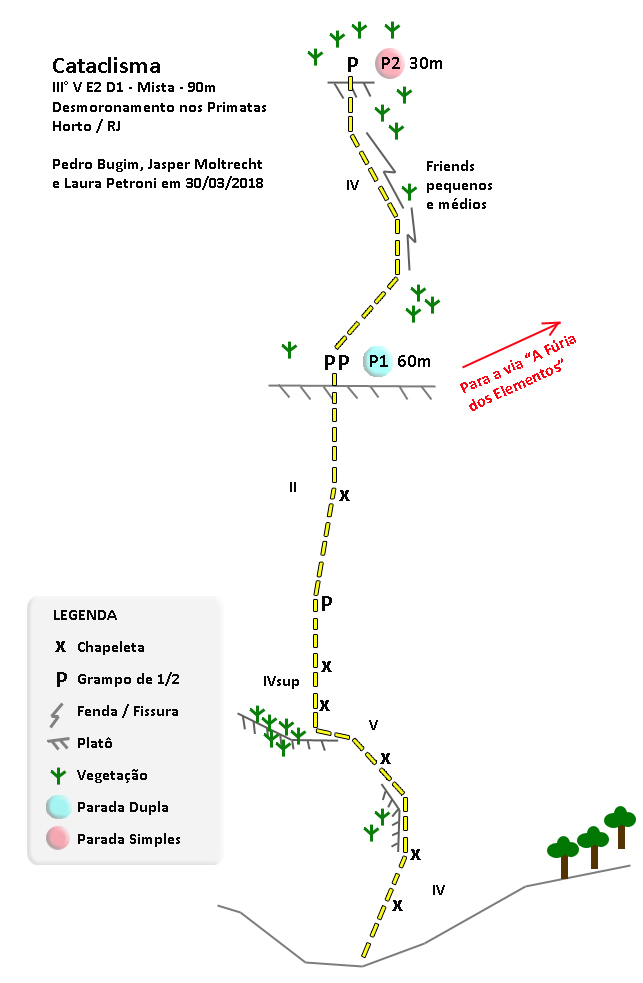 Cataclisma
III° V E2 D1 - Mista - 90m
Desmoronamento nos Primatas
Horto / RJ
Pedro Bugim, Jasper Moltrecht
e Laura Petroni em 30/03/2018
P
P2 30m
IV
Friends
pequenos
e médios
P P
P1 60m
Para a via "A Fúria
dos Elementos"
II
x
P
x
IVsup
x
V
x
x
IV
x
LEGENDA
x Chapeleta
P Grampo de 1/2
Fenda / Fissura
Platô
Vegetação
Parada Dupla
Parada Simples